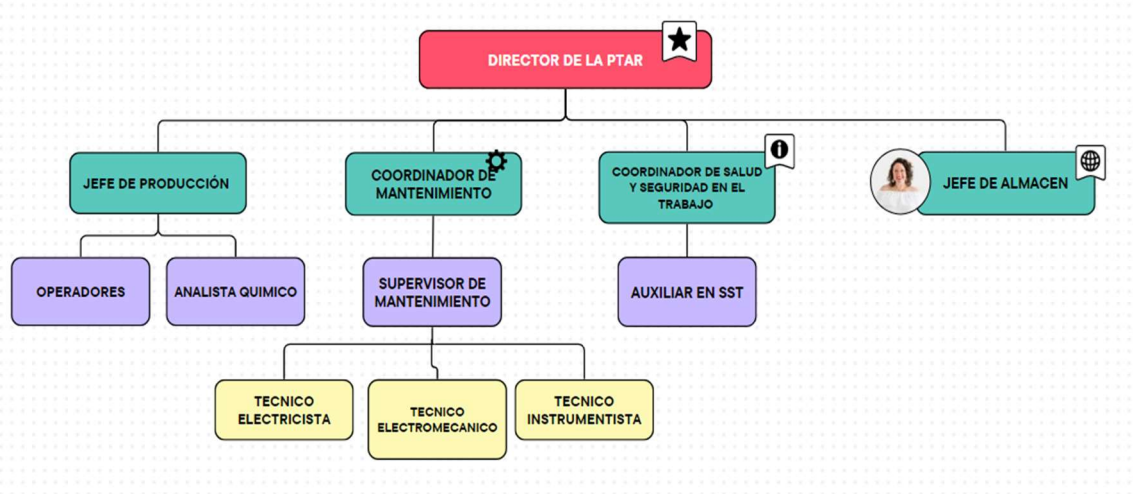 DIRECTOR DE LA PTAR
JEFE DE PRODUCCIÓN
COORDINADOR DE
MANTENIMIENTO
COORDINADOR DE SALUD
Y SEGURIDAD EN EL
TRABAJO
JEFE DE ALMACEN
OPERADORES
ANALISTA QUIMICO
SUPERVISOR DE
MANTENIMIENTO
AUXILIAR EN SST
TECNICO
ELECTRICISTA
TECNICO
ELECTROMECANICO
TECNICO
INSTRUMENTISTA